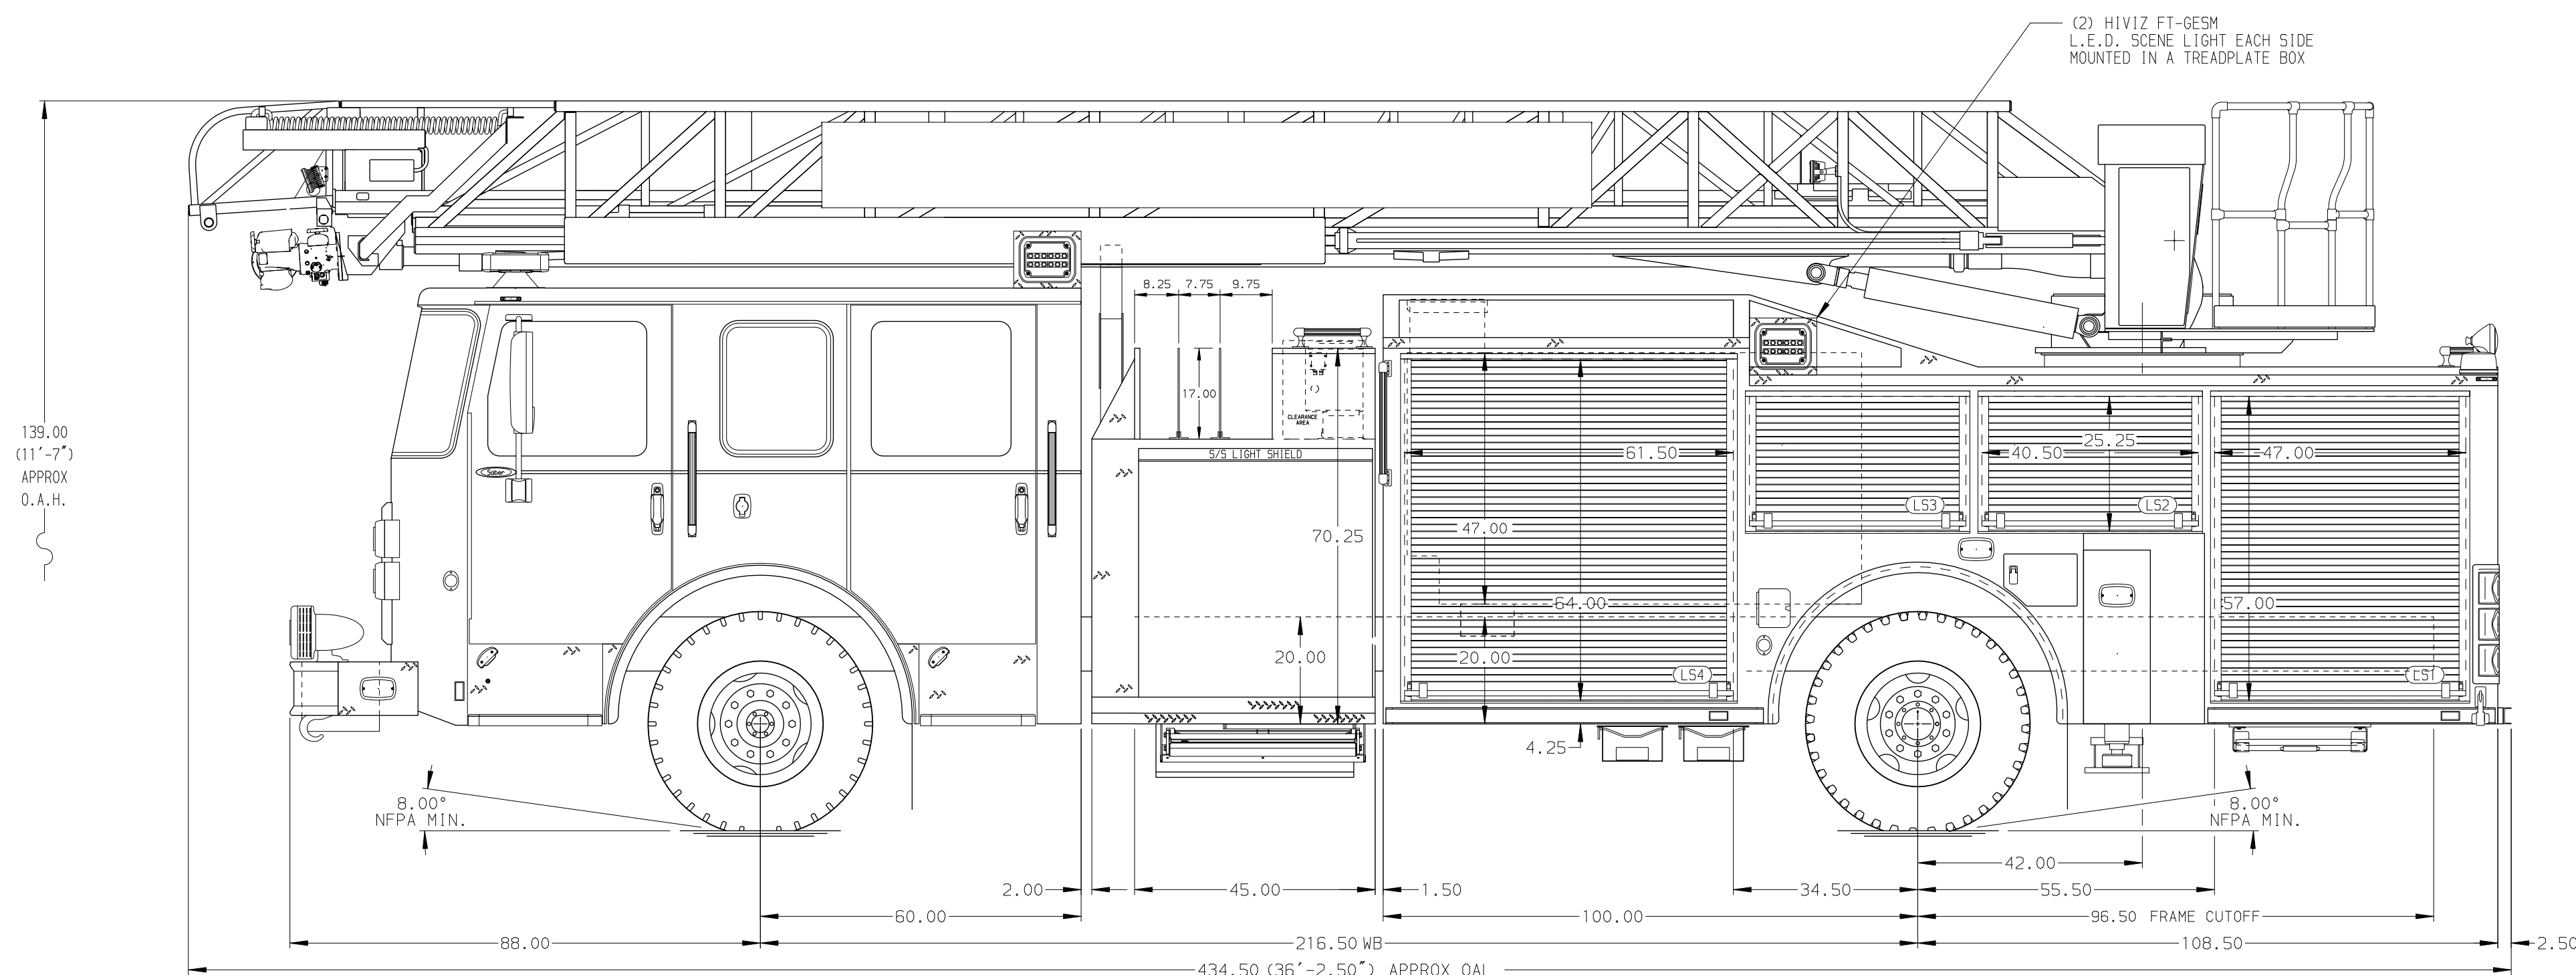 (2) HIVIZ FT-GESM
L.E.D. SCENE LIGHT EACH SIDE
MOUNTED IN A TREADPLATE BOX
8.25
7.75
9.75
17.00
CLEARANCE
AREA
139.00
(11'-7")
APPROX
O.A.H.
S/S LIGHT SHIELD
61.50
25.25
40.50
47.00
Saber
LS3
LS2
47.00
70.25
64.00
57.00
20.00
20.00
LS4
LS1
4.25
8.00°
NFPA MIN.
8.00°
NFPA MIN.
42.00
2.00
45.00
1.50
34.50
55.50
60.00
100.00
96.50 FRAME CUTOFF
88.00
216.50 WB
108.50
2.50
434.50 (36'-2.50") APPROX OAL